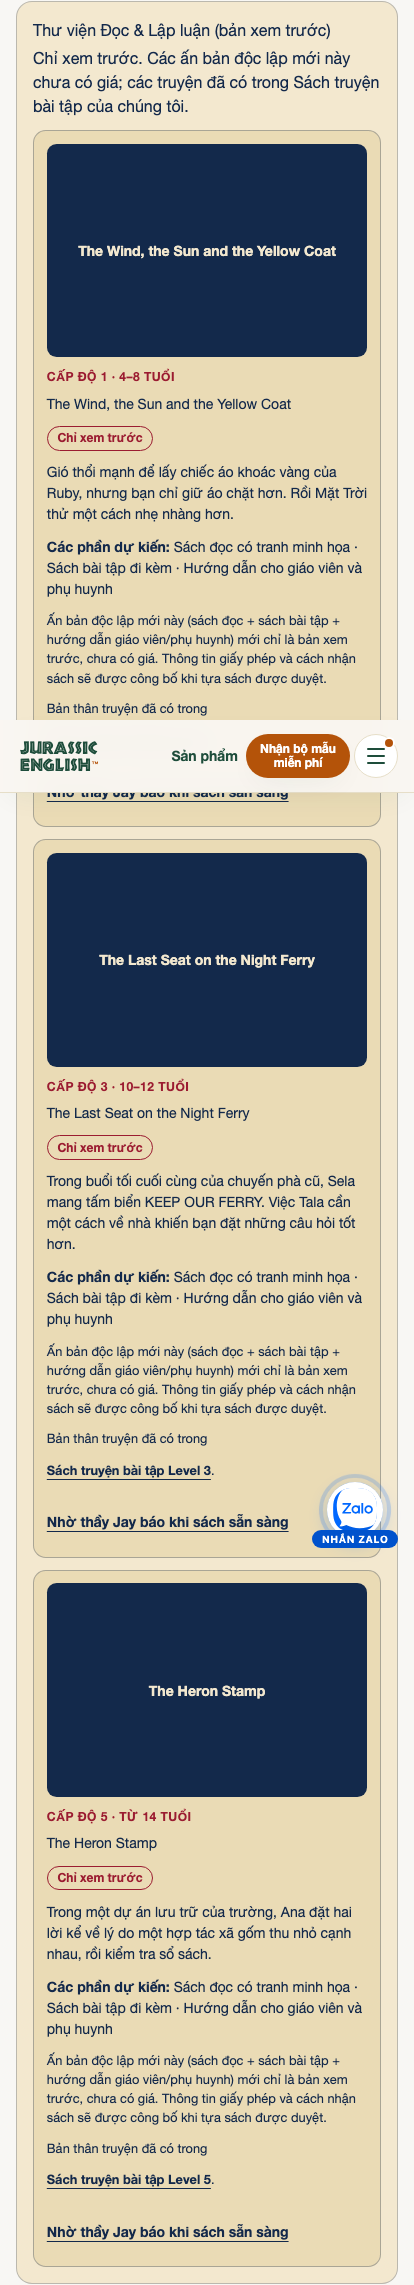 Thư viện Đọc & Lập luận (bản xem trước)
Chỉ xem trước. Các ấn bản độc lập mới này
chưa có giá; các truyện đã có trong Sách truyện
bài tập của chúng tôi.
The Wind, the Sun and the Yellow Coat
CẤP ĐỘ 1 · 4–8 TUỔI
The Wind, the Sun and the Yellow Coat
Chỉ xem trước
Gió thổi mạnh để lấy chiếc áo khoác vàng của
Ruby, nhưng bạn chỉ giữ áo chặt hơn. Rồi Mặt Trời
thử một cách nhẹ nhàng hơn.
Các phần dự kiến: Sách đọc có tranh minh họa ·
Sách bài tập đi kèm · Hướng dẫn cho giáo viên và
phụ huynh
Ấn bản độc lập mới này (sách đọc + sách bài tập +
hướng dẫn giáo viên/phụ huynh) mới chỉ là bản xem
trước, chưa có giá. Thông tin giấy phép và cách nhận
sách sẽ được công bố khi tựa sách được duyệt.
Bản thân truyện đã có trong
JURASSIC
ENGLISH™
Sản phẩm
Nhận bộ mẫu
miễn phí
Nhờ thầy Jay báo khi sách sẵn sàng
The Last Seat on the Night Ferry
CẤP ĐỘ 3 · 10–12 TUỔI
The Last Seat on the Night Ferry
Chỉ xem trước
Trong buổi tối cuối cùng của chuyến phà cũ, Sela
mang tấm biển KEEP OUR FERRY. Việc Tala cần
một cách về nhà khiến bạn đặt những câu hỏi tốt
hơn.
Các phần dự kiến: Sách đọc có tranh minh họa ·
Sách bài tập đi kèm · Hướng dẫn cho giáo viên và
phụ huynh
Ấn bản độc lập mới này (sách đọc + sách bài tập +
hướng dẫn giáo viên/phụ huynh) mới chỉ là bản xem
trước, chưa có giá. Thông tin giấy phép và cách nhận
sách sẽ được công bố khi tựa sách được duyệt.
Bản thân truyện đã có trong
Sách truyện bài tập Level 3.
Nhờ thầy Jay báo khi sách sẵn sàng
Zalo
NHẮN ZALO
The Heron Stamp
CẤP ĐỘ 5 · TỪ 14 TUỔI
The Heron Stamp
Chỉ xem trước
Trong một dự án lưu trữ của trường, Ana đặt hai
lời kể về lý do một hợp tác xã gốm thu nhỏ cạnh
nhau, rồi kiểm tra sổ sách.
Các phần dự kiến: Sách đọc có tranh minh họa ·
Sách bài tập đi kèm · Hướng dẫn cho giáo viên và
phụ huynh
Ấn bản độc lập mới này (sách đọc + sách bài tập +
hướng dẫn giáo viên/phụ huynh) mới chỉ là bản xem
trước, chưa có giá. Thông tin giấy phép và cách nhận
sách sẽ được công bố khi tựa sách được duyệt.
Bản thân truyện đã có trong
Sách truyện bài tập Level 5.
Nhờ thầy Jay báo khi sách sẵn sàng